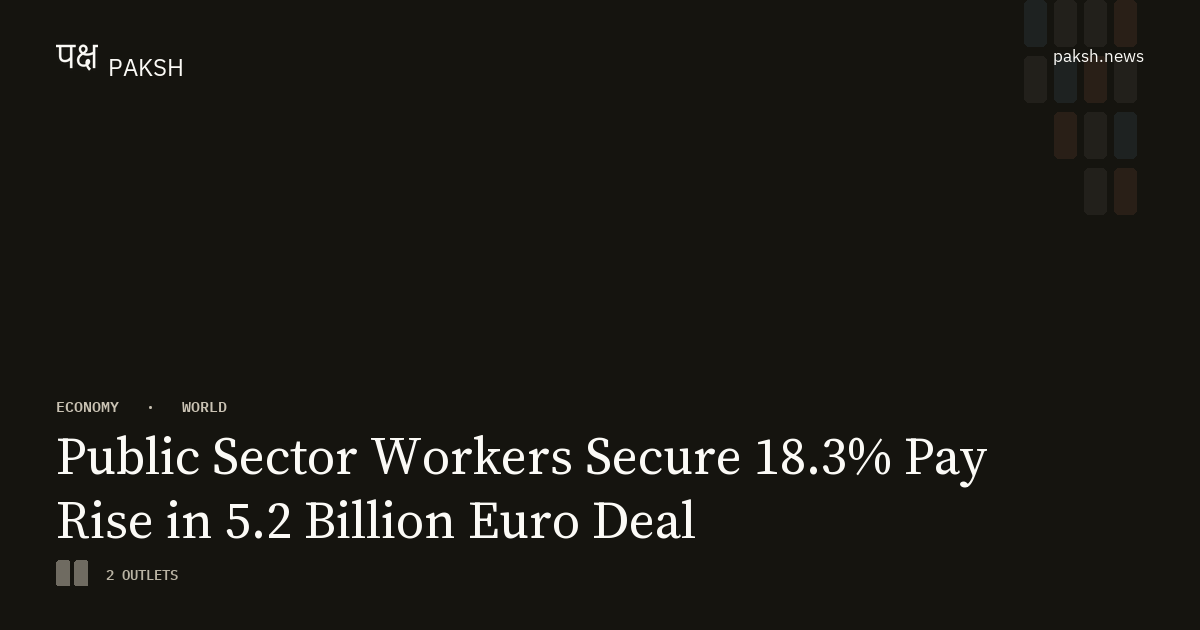 पक्ष PAKSH
paksh.news
ECONOMY · WORLD
Public Sector Workers Secure 18.3% Pay
Rise in 5.2 Billion Euro Deal
2 OUTLETS